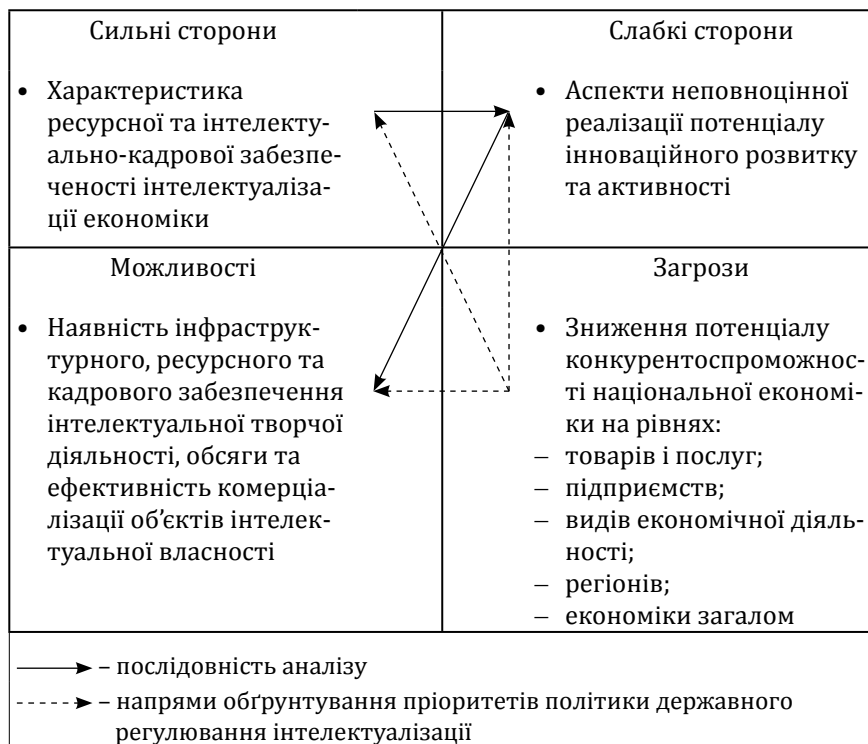 Сильні сторони
• Характеристика
ресурсної та інтелекту-
ально-кадрової забезпе-
ченості інтелектуаліза-
ції економіки
Слабкі сторони
• Аспекти неповноцінної
реалізації потенціалу
інноваційного розвитку
та активності
Можливості
• Наявність інфраструк-
турного, ресурсного та
кадрового забезпечення
інтелектуальної творчої
діяльності, обсяги та
ефективність комерціа-
лізації об’єктів інтелек-
туальної власності
Загрози
• Зниження потенціалу
конкурентоспроможнос-
ті національної економі-
ки на рівнях:
– товарів і послуг;
– підприємств;
– видів економічної діяль-
ності;
– регіонів;
– економіки загалом
– послідовність аналізу
– напрями обґрунтування пріоритетів політики державного
регулювання інтелектуалізації